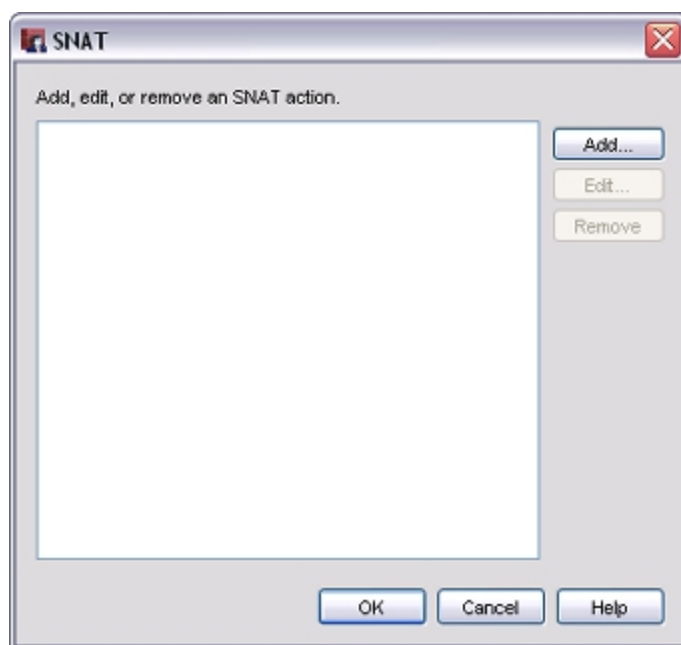 SNAT
Add, edit, or remove an SNAT action.
Add...
Edit...
Remove
OK
Cancel
Help